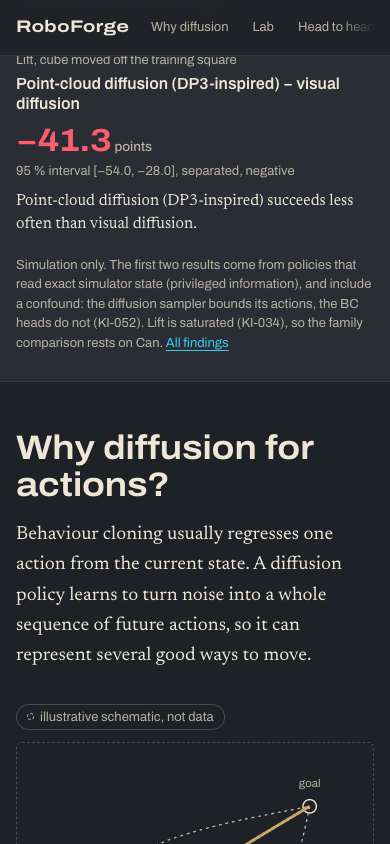 RoboForge Why diffusion Lab Head to head
Lift, cube moved off the training square
Point-cloud diffusion (DP3-inspired) – visual
diffusion
−41.3 points
95 % interval [−54.0, −28.0], separated, negative
Point-cloud diffusion (DP3-inspired) succeeds less
often than visual diffusion.
Simulation only. The first two results come from policies that
read exact simulator state (privileged information), and include
a confound: the diffusion sampler bounds its actions, the BC
heads do not (KI-052). Lift is saturated (KI-034), so the family
comparison rests on Can. All findings
Why diffusion for
actions?
Behaviour cloning usually regresses one
action from the current state. A diffusion
policy learns to turn noise into a whole
sequence of future actions, so it can
represent several good ways to move.
illustrative schematic, not data
goal